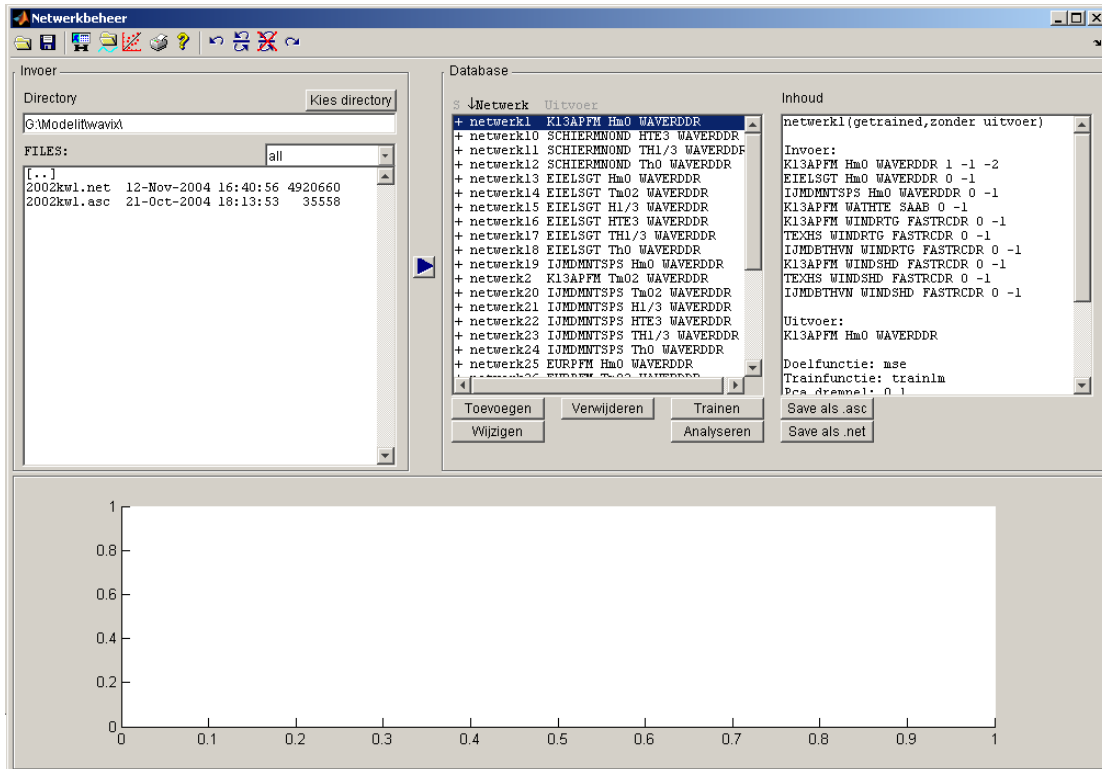 Netwerkbeheer
Invoer
Directory
Kies directory
G:\Modelit\wavix\
FILES:
all
[..]
2002kwl.net 12-Nov-2004 16:40:56 4920660
2002kwl.asc 21-Oct-2004 18:13:53 35558
Database
S ↓Netwerk Uitvoer
+ netwerk1 K13APFM Hm0 WAVERDDR
+ netwerk10 SCHIERMNOND HTE3 WAVERDDR
+ netwerk11 SCHIERMNOND TH1/3 WAVERDDR
+ netwerk12 SCHIERMNOND Th0 WAVERDDR
+ netwerk13 EIELSGT Hm0 WAVERDDR
+ netwerk14 EIELSGT Tm02 WAVERDDR
+ netwerk15 EIELSGT H1/3 WAVERDDR
+ netwerk16 EIELSGT HTE3 WAVERDDR
+ netwerk17 EIELSGT TH1/3 WAVERDDR
+ netwerk18 EIELSGT Th0 WAVERDDR
+ netwerk19 IJMDMNTSPS Hm0 WAVERDDR
+ netwerk2 K13APFM Tm02 WAVERDDR
+ netwerk20 IJMDMNTSPS Tm02 WAVERDDR
+ netwerk21 IJMDMNTSPS H1/3 WAVERDDR
+ netwerk22 IJMDMNTSPS HTE3 WAVERDDR
+ netwerk23 IJMDMNTSPS TH1/3 WAVERDDR
+ netwerk24 IJMDMNTSPS Th0 WAVERDDR
+ netwerk25 EURPFM Hm0 WAVERDDR
+ netwerk26 EURPFM Tm02 WAVERDDR
Toevoegen
Verwijderen
Trainen
Wijzigen
Analyseren
Inhoud
netwerk1(getrained,zonder uitvoer)
Invoer:
K13APFM Hm0 WAVERDDR 1 -1 -2
EIELSGT Hm0 WAVERDDR 0 -1
IJMDMNTSPS Hm0 WAVERDDR 0 -1
K13APFM WATHTE SAAB 0 -1
K13APFM WINDRTG FASTRCDR 0 -1
TEXHS WINDRTG FASTRCDR 0 -1
IJMDBTHVN WINDRTG FASTRCDR 0 -1
K13APFM WINDSHD FASTRCDR 0 -1
TEXHS WINDSHD FASTRCDR 0 -1
IJMDBTHVN WINDSHD FASTRCDR 0 -1
Uitvoer:
K13APFM Hm0 WAVERDDR
Doelfunctie: mse
Trainfunctie: trainlm
Pca drempel: 0.1
Save als .asc
Save als .net
1
0.8
0.6
0.4
0.2
0
0 0.1 0.2 0.3 0.4 0.5 0.6 0.7 0.8 0.9 1